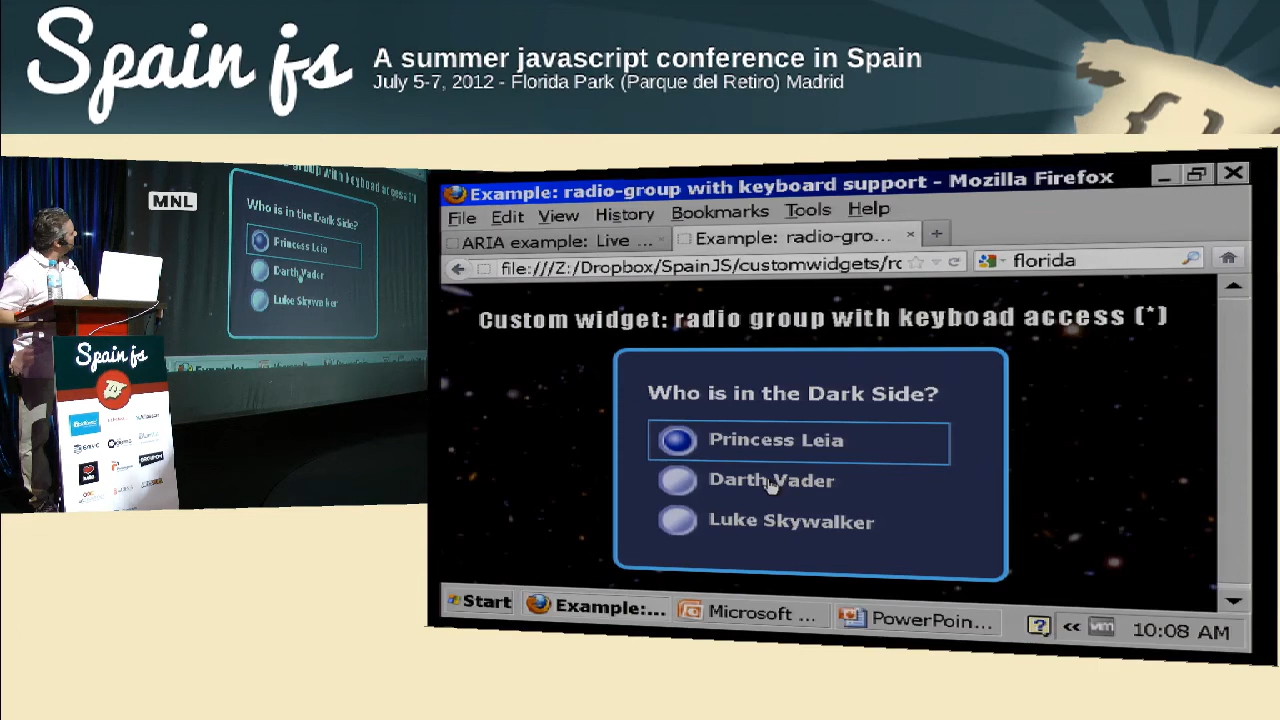 Spain js
A summer javascript conference in Spain
July 5-7, 2012 - Florida Park (Parque del Retiro) Madrid
MNL
Who is in the Dark Side?
Princess Leia
Darth Vader
Luke Skywalker
Spain js
GROUPON
Example: radio-group with keyboard support - Mozilla Firefox
File Edit View History Bookmarks Tools Help
ARIA example: Live ... Example: radio-gro...
file:///Z:/Dropbox/SpainJS/customwidgets/rc florida
Custom widget: radio group with keyboad access (*)
Who is in the Dark Side?
Princess Leia
Darth Vader
Luke Skywalker
Start Example:... Microsoft ... PowerPoin... ? << vm 10:08 AM